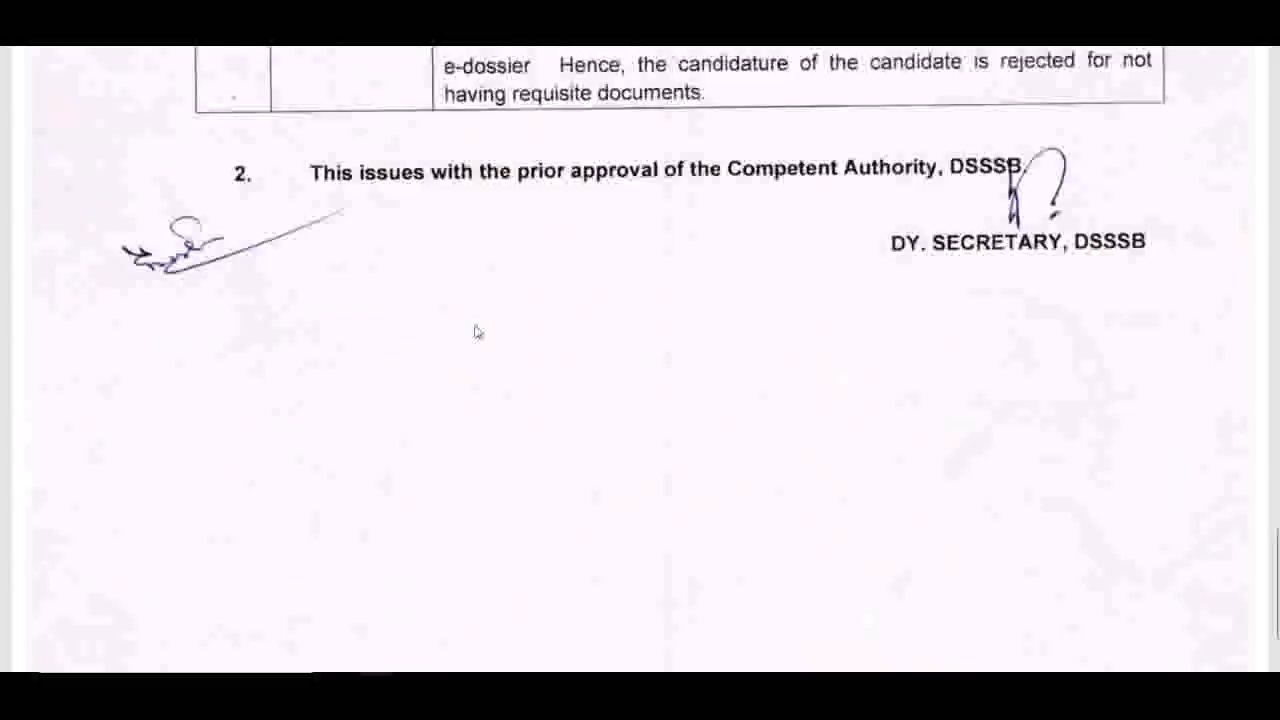 e-dossier Hence, the candidature of the candidate is rejected for not
having requisite documents.
2. This issues with the prior approval of the Competent Authority, DSSSB
DY. SECRETARY, DSSSB